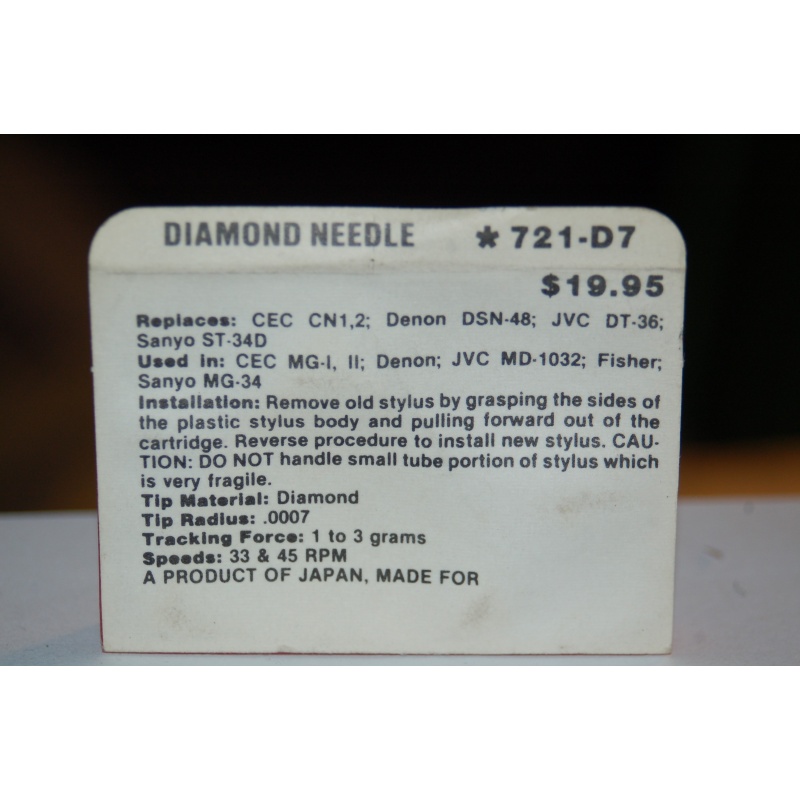 DIAMOND NEEDLE * 721-D7
$19.95
Replaces: CEC CN1,2; Denon DSN-48; JVC DT-36;
Sanyo ST-34D
Used in: CEC MG-I, II; Denon; JVC MD-1032; Fisher;
Sanyo MG-34
Installation: Remove old stylus by grasping the sides of
the plastic stylus body and pulling forward out of the
cartridge. Reverse procedure to install new stylus. CAU-
TION: DO NOT handle small tube portion of stylus which
is very fragile.
Tip Material: Diamond
Tip Radius: .0007
Tracking Force: 1 to 3 grams
Speeds: 33 & 45 RPM
A PRODUCT OF JAPAN, MADE FOR